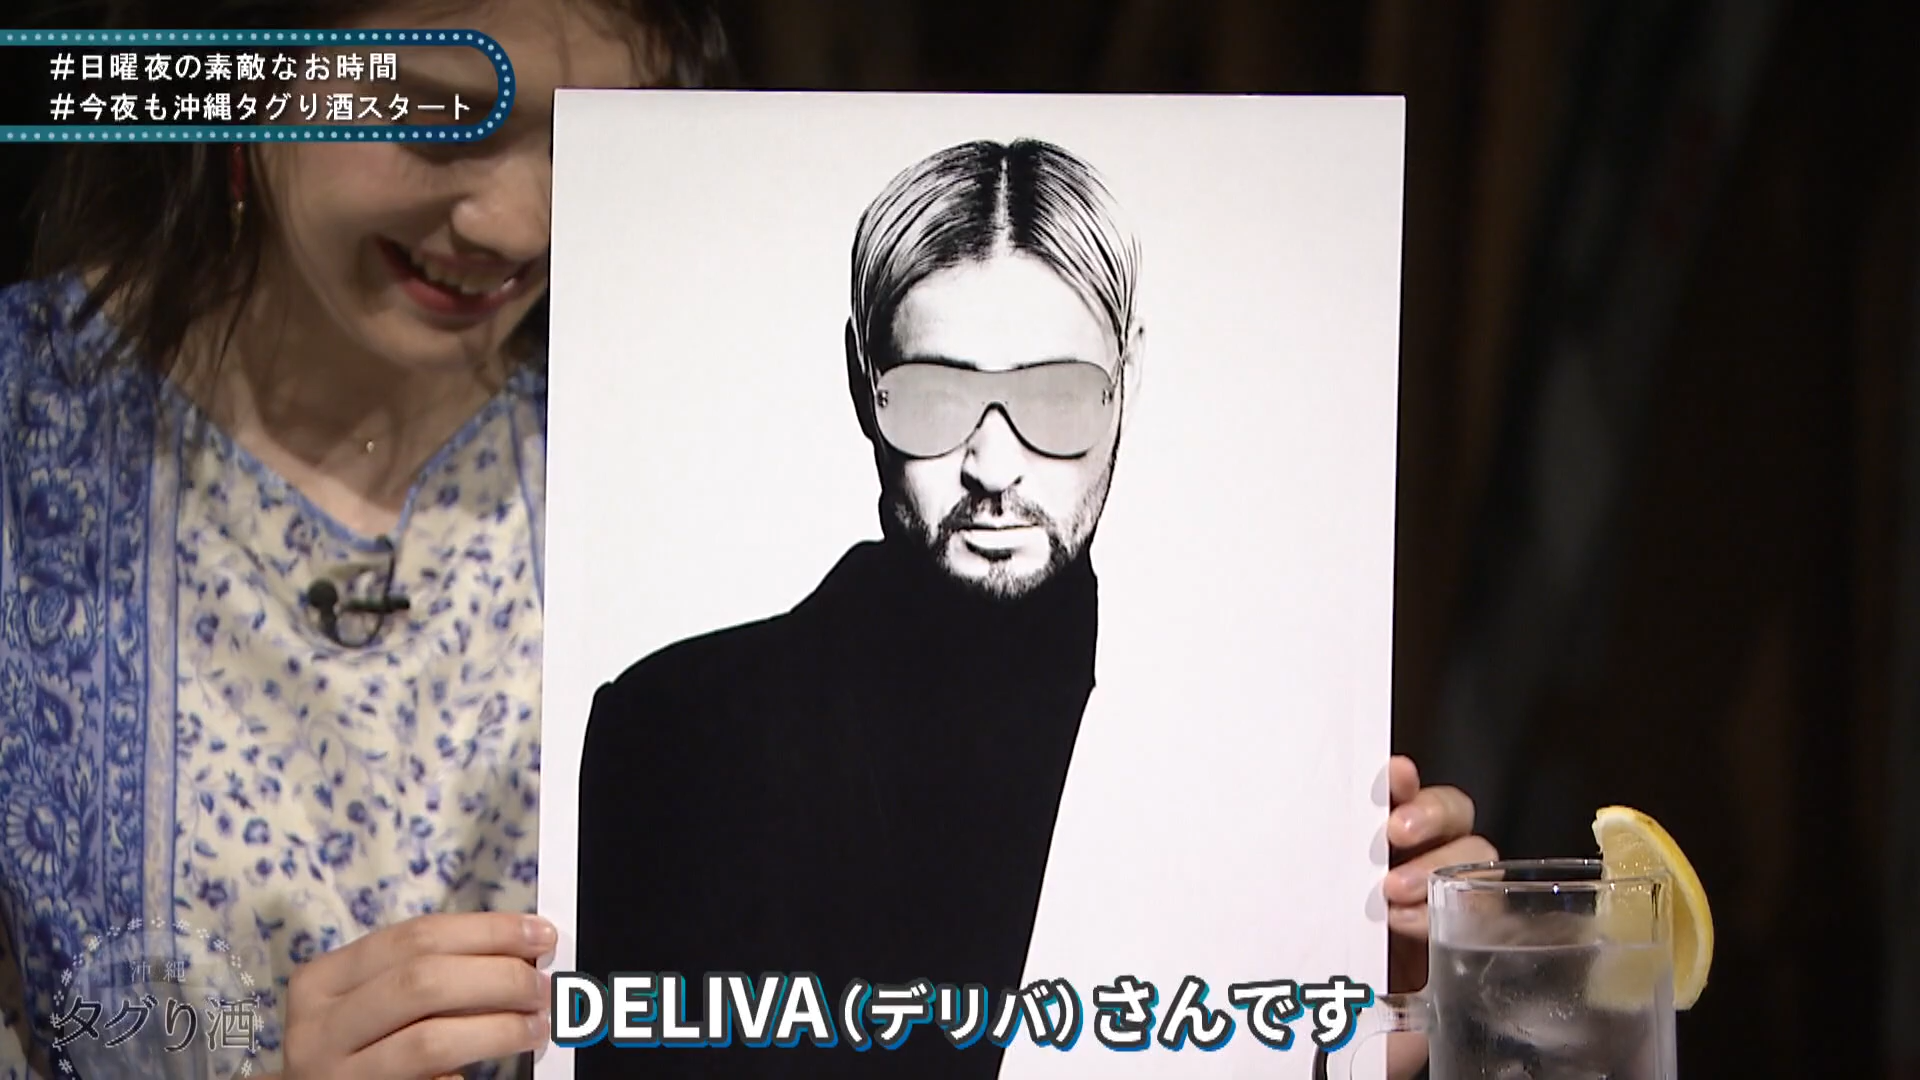 #日曜夜の素敵なお時間
#今夜も沖縄タグり酒スタート
沖縄
タグり酒
DELIVA（デリバ）さんです